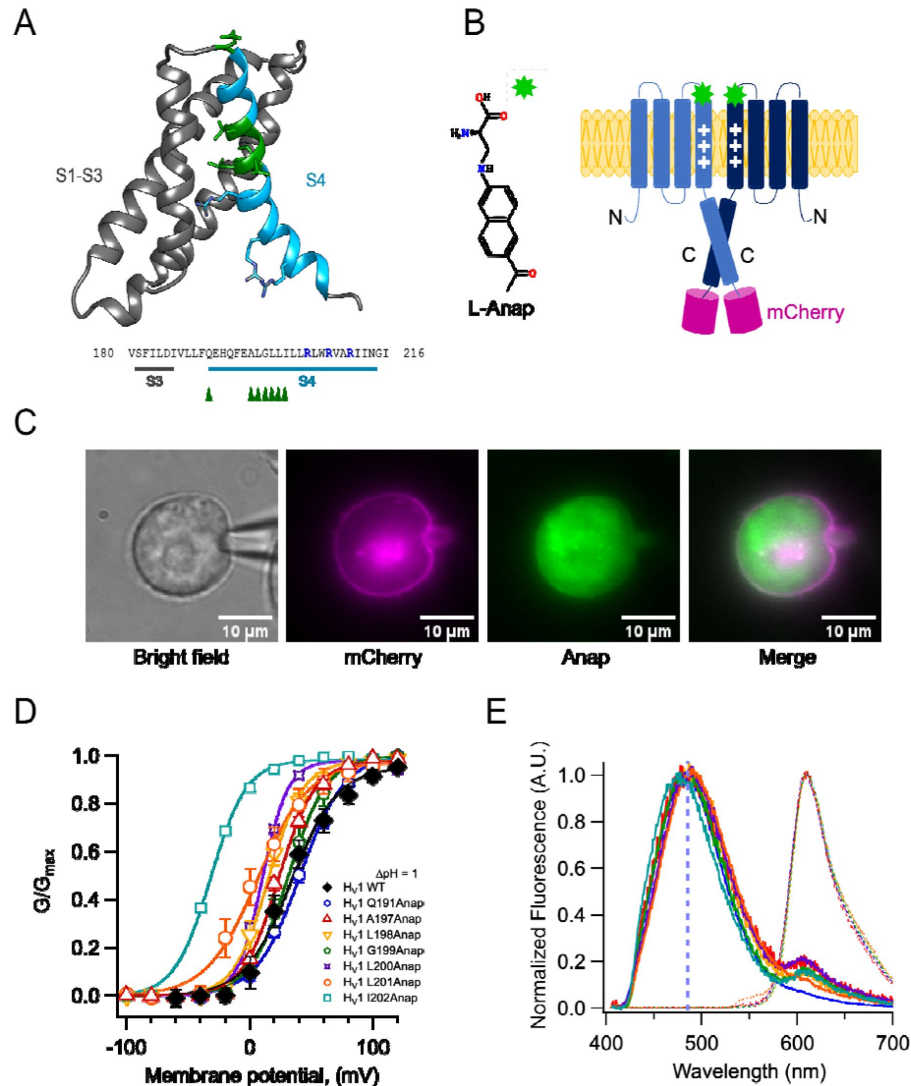 A
S1-S3
S4
180 VSFILDIVLLFQEHQFEALGLLILLRLWRVARIINGI 216
S3
S4
B
OH
O
H₂N
NH
O
L-Anap
+ +
+ +
+ +
N
N
C
C
mCherry
C
10 µm
10 µm
10 µm
10 µm
Bright field
mCherry
Anap
Merge
D
G/Gmax
1.0
0.8
0.6
0.4
0.2
0.0
-100
0
100
Membrane potential, (mV)
ΔpH = 1
Hv1 WT
Hv1 Q191Anap
Hv1 A197Anap
Hv1 L198Anap
Hv1 G199Anap
Hv1 L200Anap
Hv1 L201Anap
Hv1 I202Anap
E
Normalized Fluorescence (A.U.)
1.0
0.8
0.6
0.4
0.2
0.0
400
500
600
700
Wavelength (nm)